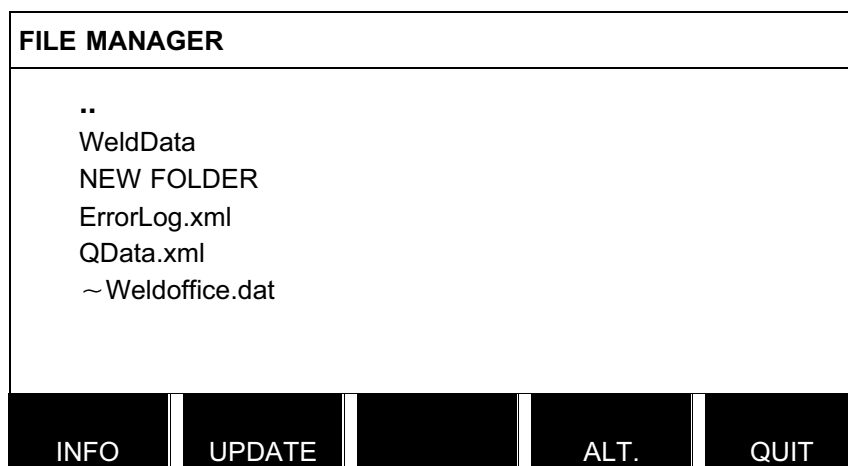 FILE MANAGER
..
WeldData
NEW FOLDER
ErrorLog.xml
QData.xml
~Weldoffice.dat
INFO UPDATE ALT. QUIT